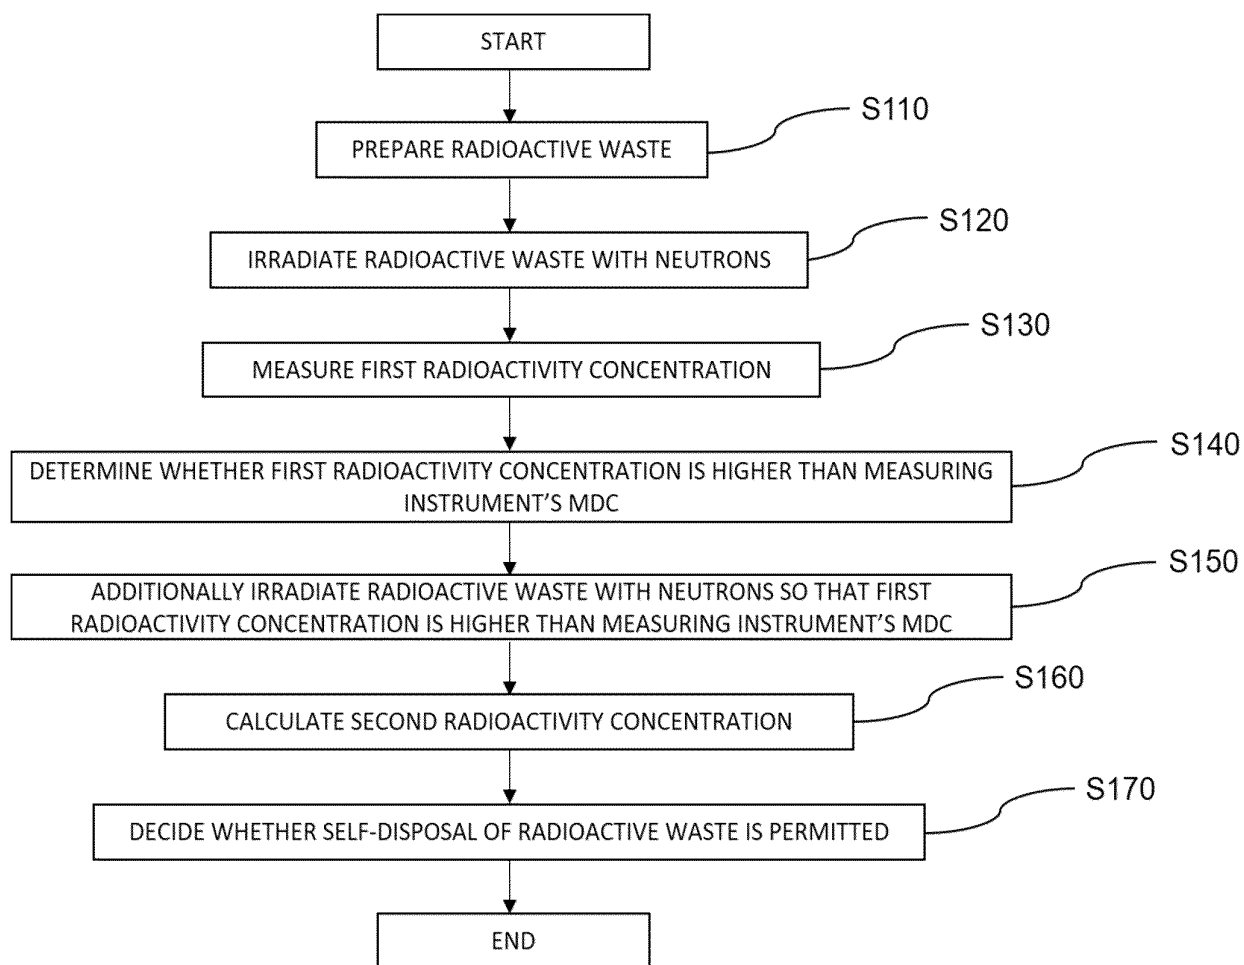 START
S110
PREPARE RADIOACTIVE WASTE
S120
IRRADIATE RADIOACTIVE WASTE WITH NEUTRONS
S130
MEASURE FIRST RADIOACTIVITY CONCENTRATION
S140
DETERMINE WHETHER FIRST RADIOACTIVITY CONCENTRATION IS HIGHER THAN MEASURING
INSTRUMENT'S MDC
S150
ADDITIONALLY IRRADIATE RADIOACTIVE WASTE WITH NEUTRONS SO THAT FIRST
RADIOACTIVITY CONCENTRATION IS HIGHER THAN MEASURING INSTRUMENT'S MDC
S160
CALCULATE SECOND RADIOACTIVITY CONCENTRATION
S170
DECIDE WHETHER SELF-DISPOSAL OF RADIOACTIVE WASTE IS PERMITTED
END